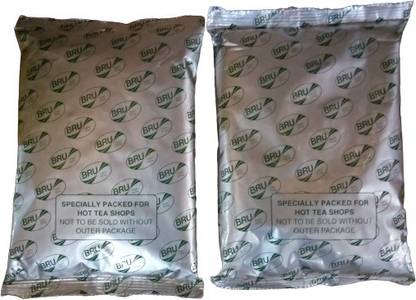 BRU
SPECIALLY PACKED FOR
HOT TEA SHOPS
NOT TO BE SOLD WITHOUT
OUTER PACKAGE
BRU
SPECIALLY PACKED FOR
HOT TEA SHOPS
NOT TO BE SOLD WITHOUT
OUTER PACKAGE